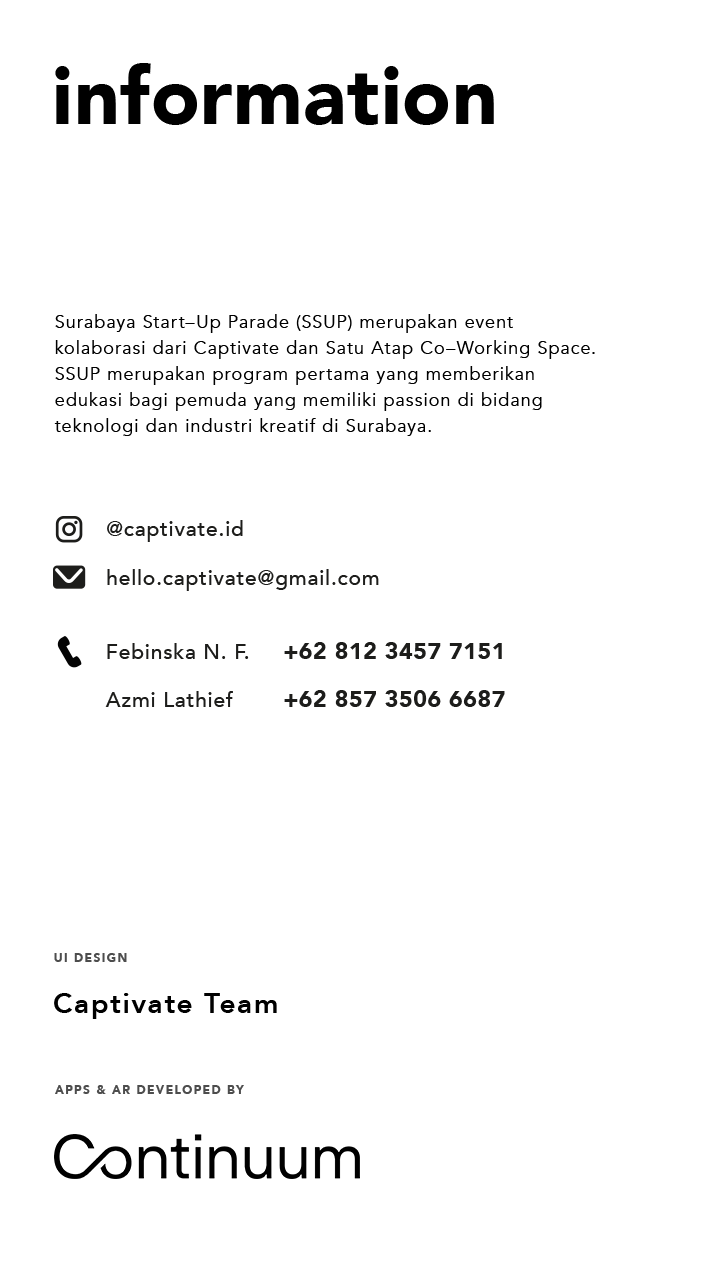 information
Surabaya Start–Up Parade (SSUP) merupakan event
kolaborasi dari Captivate dan Satu Atap Co–Working Space.
SSUP merupakan program pertama yang memberikan
edukasi bagi pemuda yang memiliki passion di bidang
teknologi dan industri kreatif di Surabaya.
@captivate.id
hello.captivate@gmail.com
Febinska N. F. +62 812 3457 7151
Azmi Lathief +62 857 3506 6687
UI DESIGN
Captivate Team
APPS & AR DEVELOPED BY
Continuum